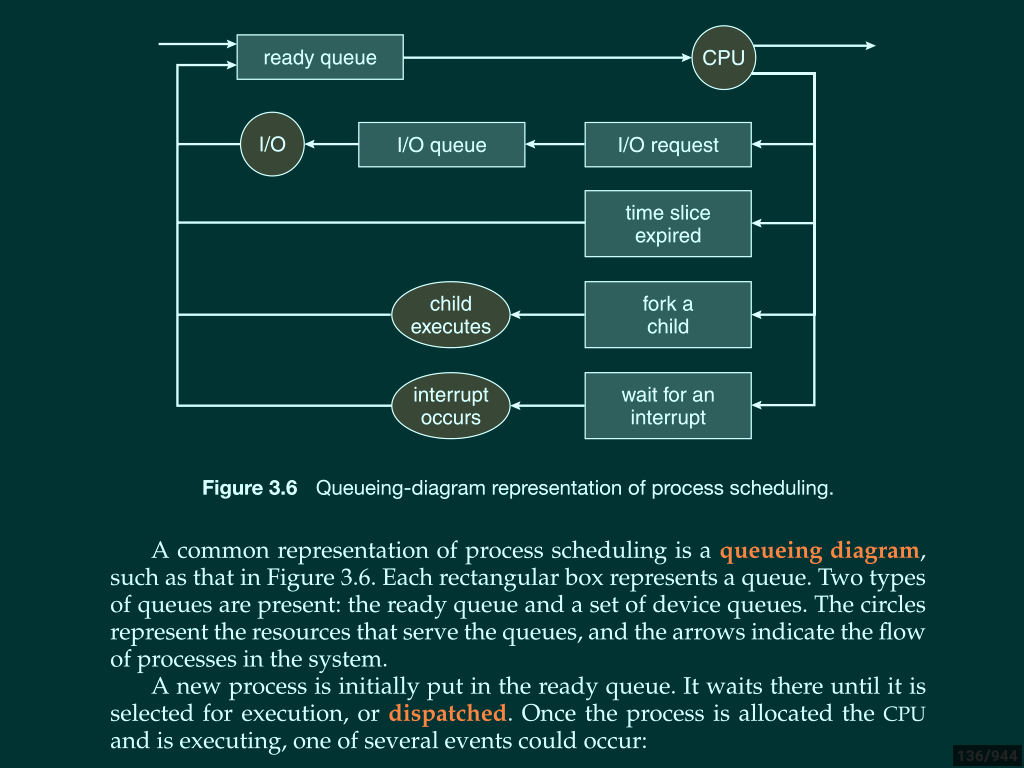 ready queue
CPU
I/O
I/O queue
I/O request
time slice
expired
child
executes
fork a
child
interrupt
occurs
wait for an
interrupt
Figure 3.6 Queueing-diagram representation of process scheduling.
A common representation of process scheduling is a queueing diagram,
such as that in Figure 3.6. Each rectangular box represents a queue. Two types
of queues are present: the ready queue and a set of device queues. The circles
represent the resources that serve the queues, and the arrows indicate the flow
of processes in the system.
A new process is initially put in the ready queue. It waits there until it is
selected for execution, or dispatched. Once the process is allocated the CPU
and is executing, one of several events could occur:
136/944